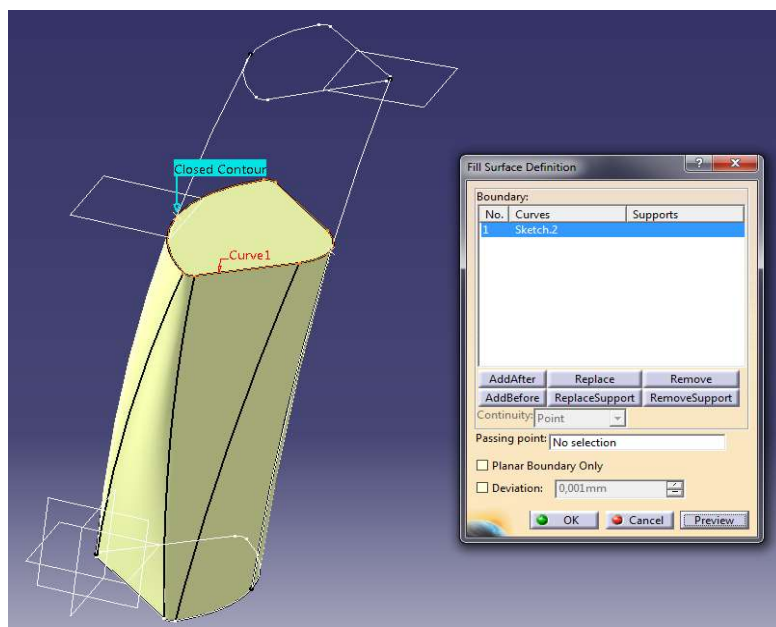 Closed Contour
Curve1
Fill Surface Definition
?
X
Boundary:
No. Curves Supports
1 Sketch.2
AddAfter Replace Remove
AddBefore ReplaceSupport RemoveSupport
Continuity: Point
Passing point: No selection
Planar Boundary Only
Deviation: 0,001mm
OK Cancel Preview